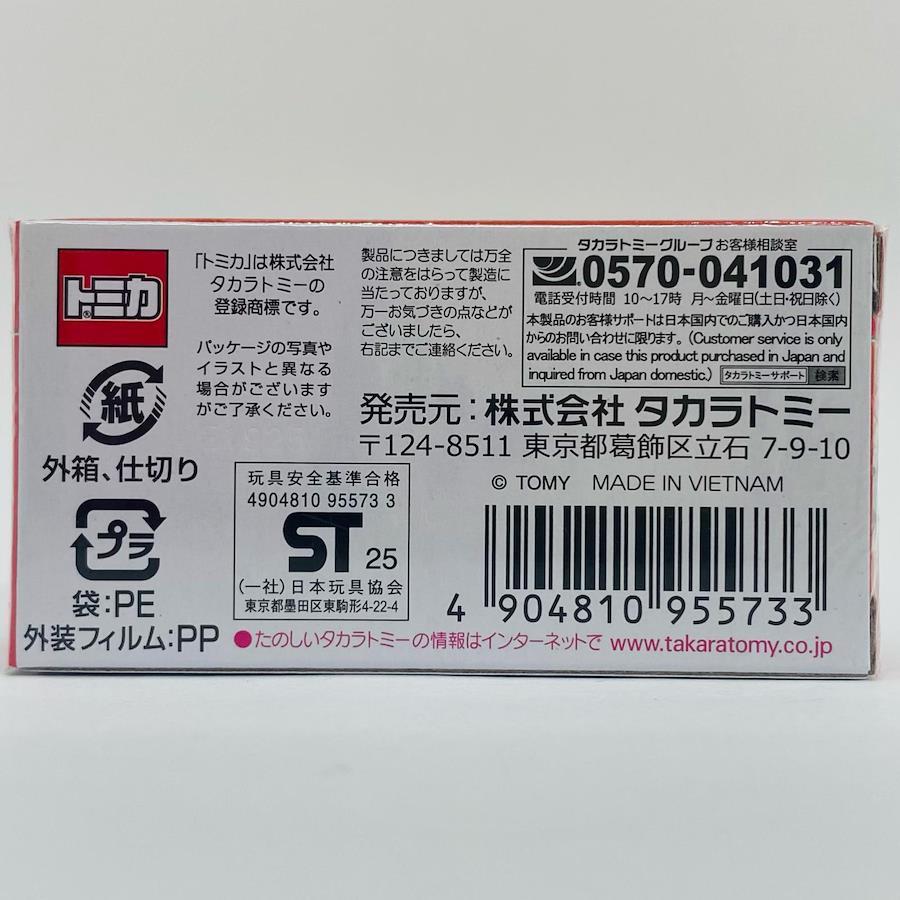 トミカ
®
「トミカ」は株式会社
タカラトミーの
登録商標です。
パッケージの写真や
イラストと異なる
場合がございます
がご了承ください。
製品につきましては万全
の注意をはらって製造に
当たっておりますが、
万一お気づきの点などが
ございましたら、
右記までご連絡ください。
タカラトミーグループ お客様相談室
0570-041031
電話受付時間 10〜17時 月〜金曜日(土日・祝日除く)
本製品のお客様サポートは日本国内でのご購入かつ日本国内
からのお問い合わせに限ります。(Customer service is only
available in case this product purchased in Japan and
inquired from Japan domestic.) タカラトミーサポート 検索
発売元:株式会社 タカラトミー
〒124-8511 東京都葛飾区立石 7-9-10
© TOMY MADE IN VIETNAM
紙
外箱、仕切り
プラ
袋:PE
外装フィルム:PP
玩具安全基準合格
4904810 95573 3
ST 25
(一社)日本玩具協会
東京都墨田区東駒形4-22-4
4 904810 955733
●たのしいタカラトミーの情報はインターネットで www.takaratomy.co.jp